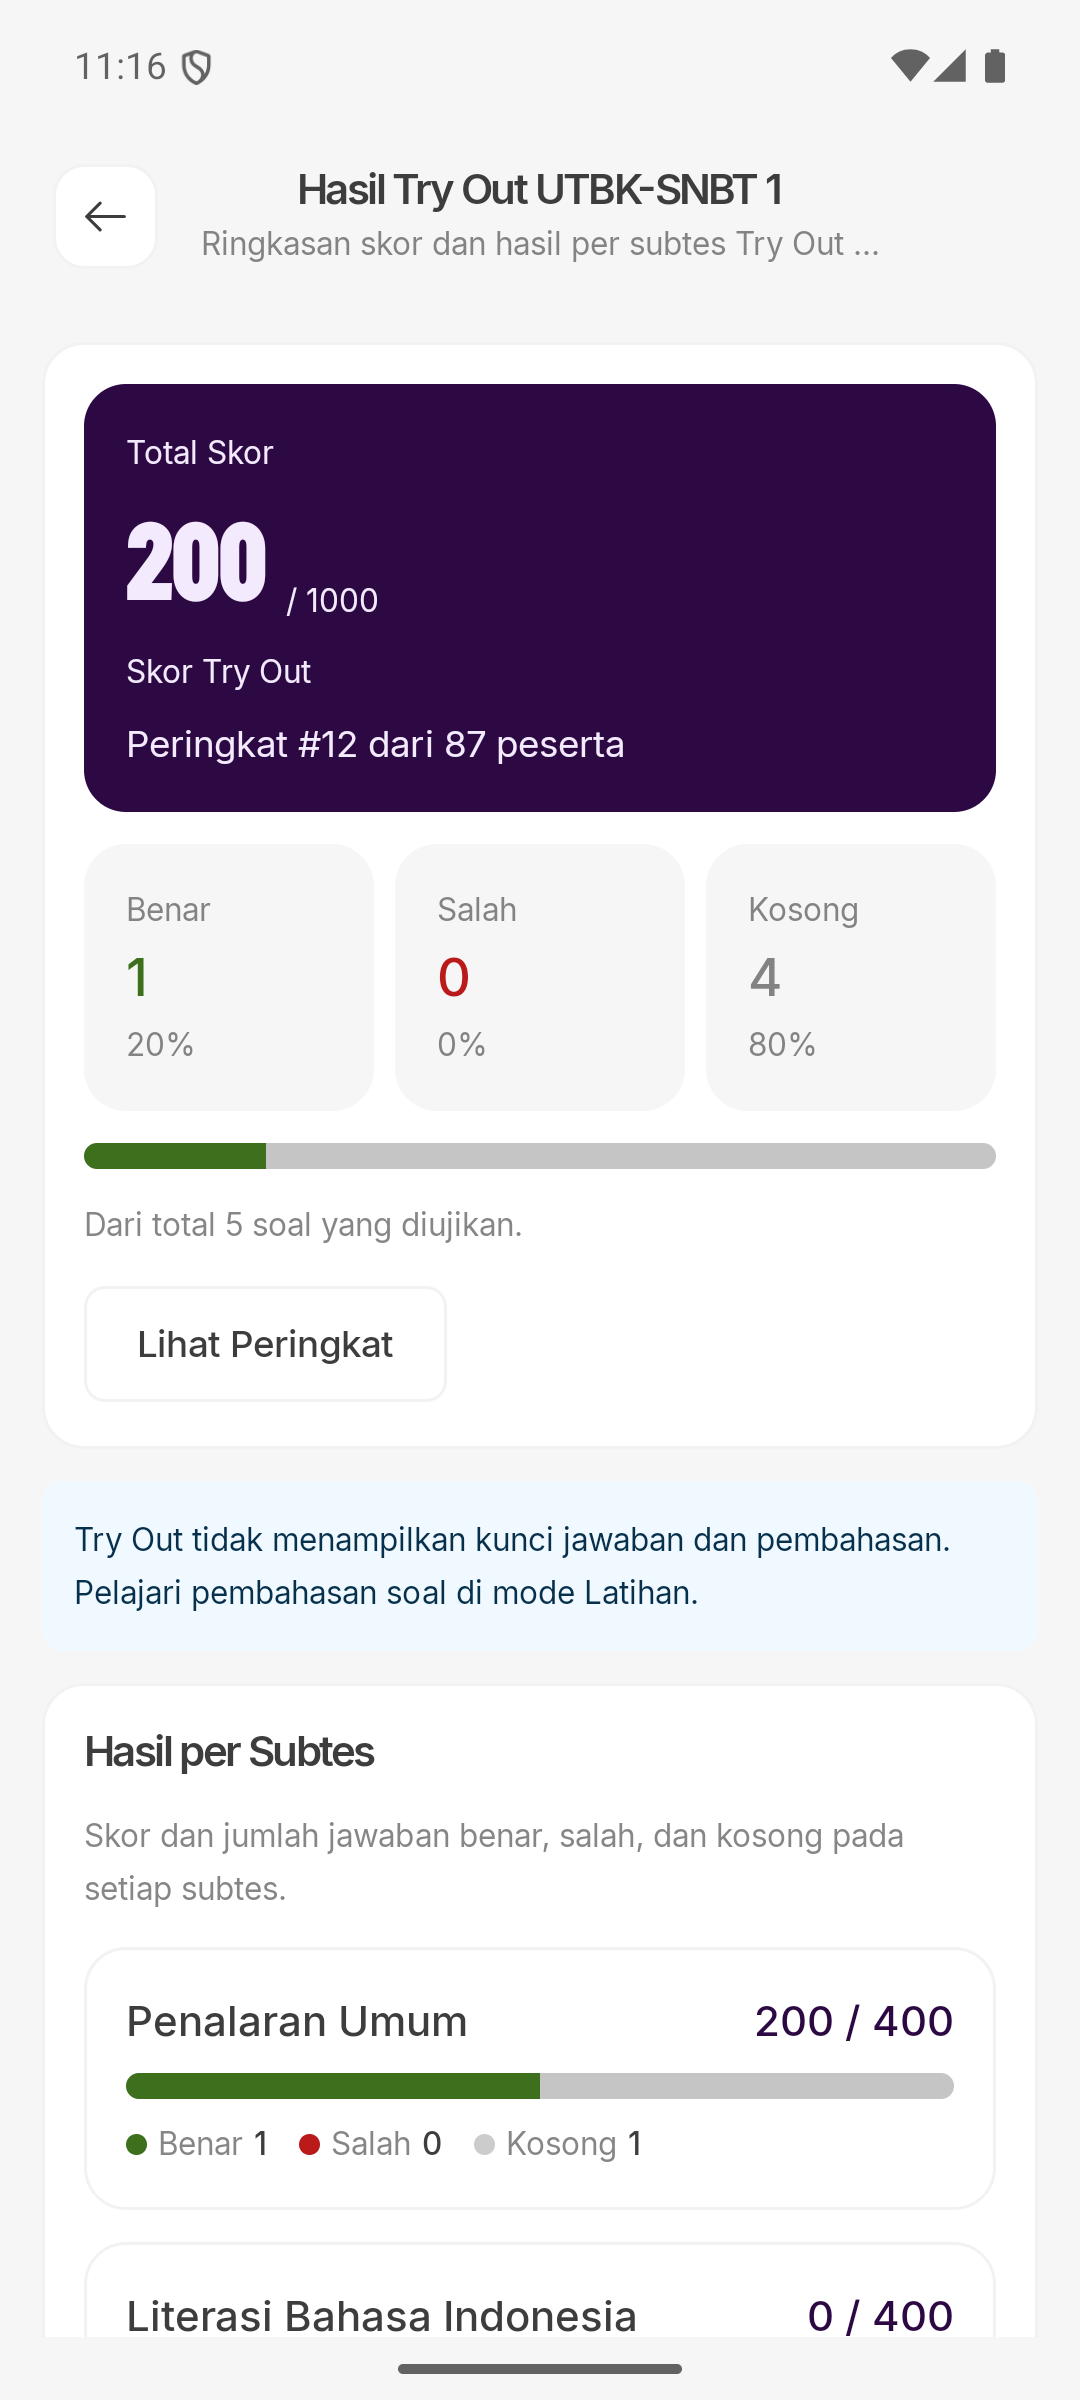 11:16
Hasil Try Out UTBK-SNBT 1
Ringkasan skor dan hasil per subtes Try Out ...
Total Skor
200 / 1000
Skor Try Out
Peringkat #12 dari 87 peserta
Benar
1
20%
Salah
0
0%
Kosong
4
80%
Dari total 5 soal yang diujikan.
Lihat Peringkat
Try Out tidak menampilkan kunci jawaban dan pembahasan.
Pelajari pembahasan soal di mode Latihan.
Hasil per Subtes
Skor dan jumlah jawaban benar, salah, dan kosong pada
setiap subtes.
Penalaran Umum 200 / 400
Benar 1 Salah 0 Kosong 1
Literasi Bahasa Indonesia 0 / 400